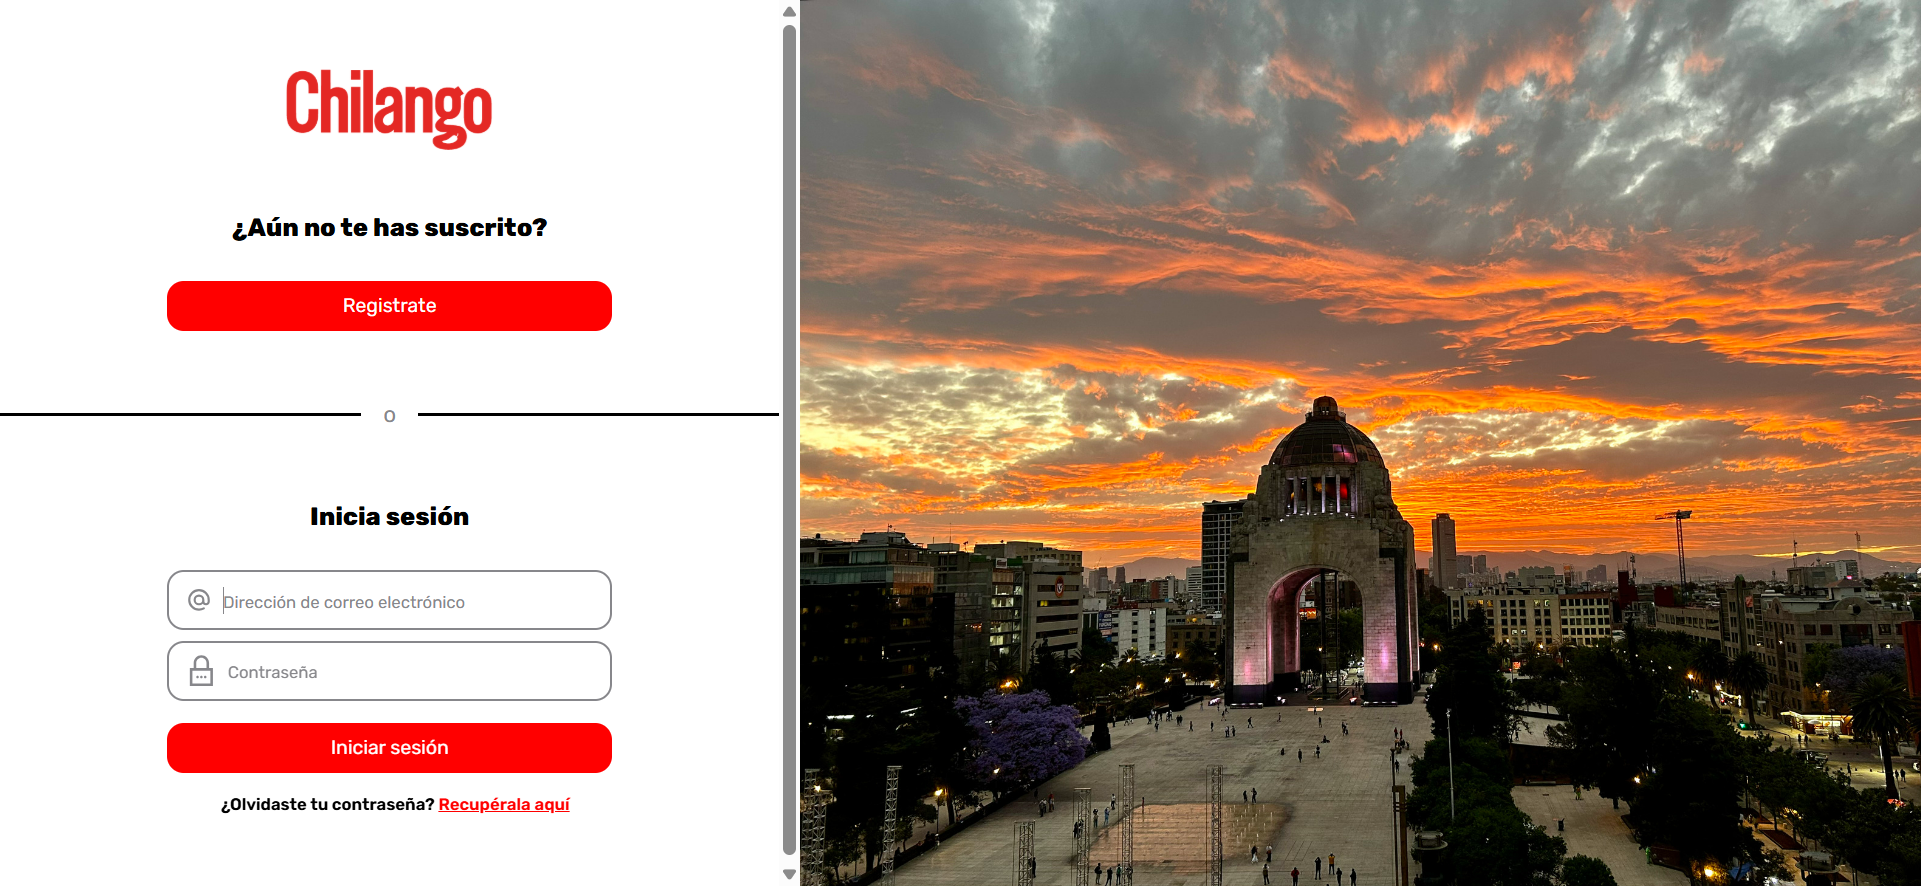 Chilango
¿Aún no te has suscrito?
Registrate
O
Inicia sesión
Dirección de correo electrónico
Contraseña
Iniciar sesión
¿Olvidaste tu contraseña? Recupérala aquí